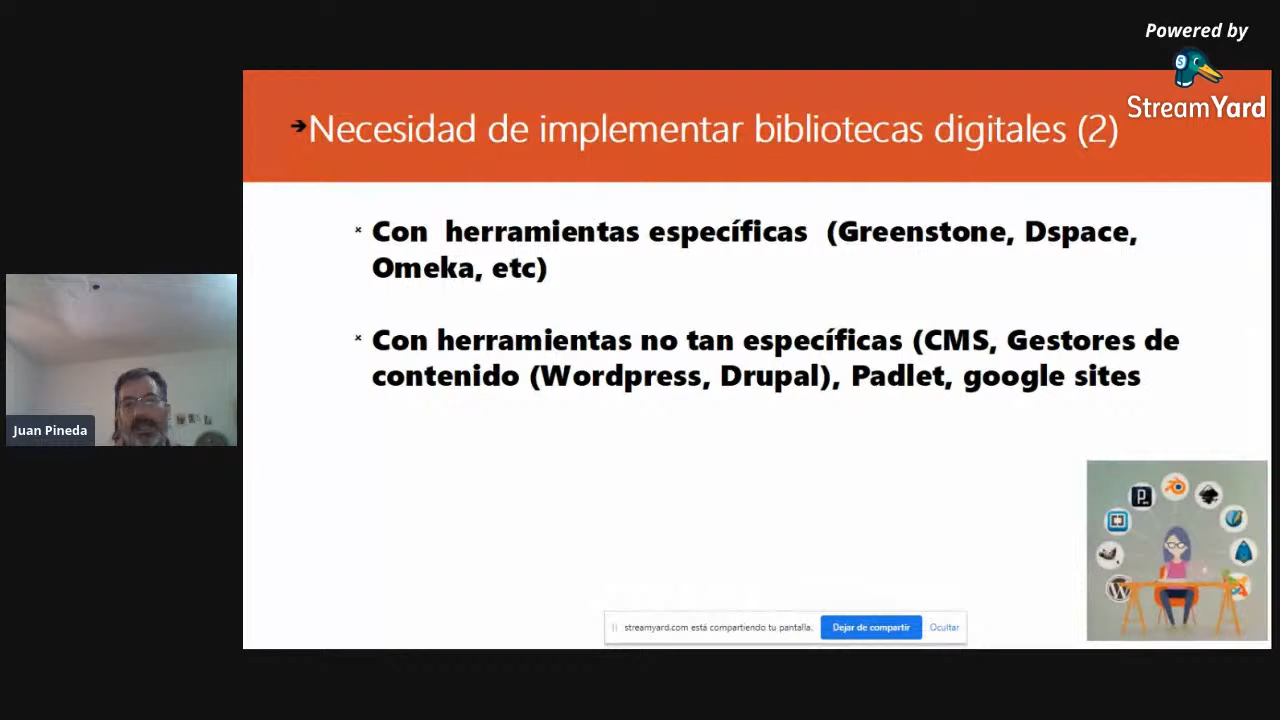 Powered by
StreamYard
➔Necesidad de implementar bibliotecas digitales (2)
Con herramientas específicas (Greenstone, Dspace,
Omeka, etc)
Con herramientas no tan específicas (CMS, Gestores de
contenido (Wordpress, Drupal), Padlet, google sites
Juan Pineda
streamyard.com está compartiendo tu pantalla.
Dejar de compartir
Ocultar